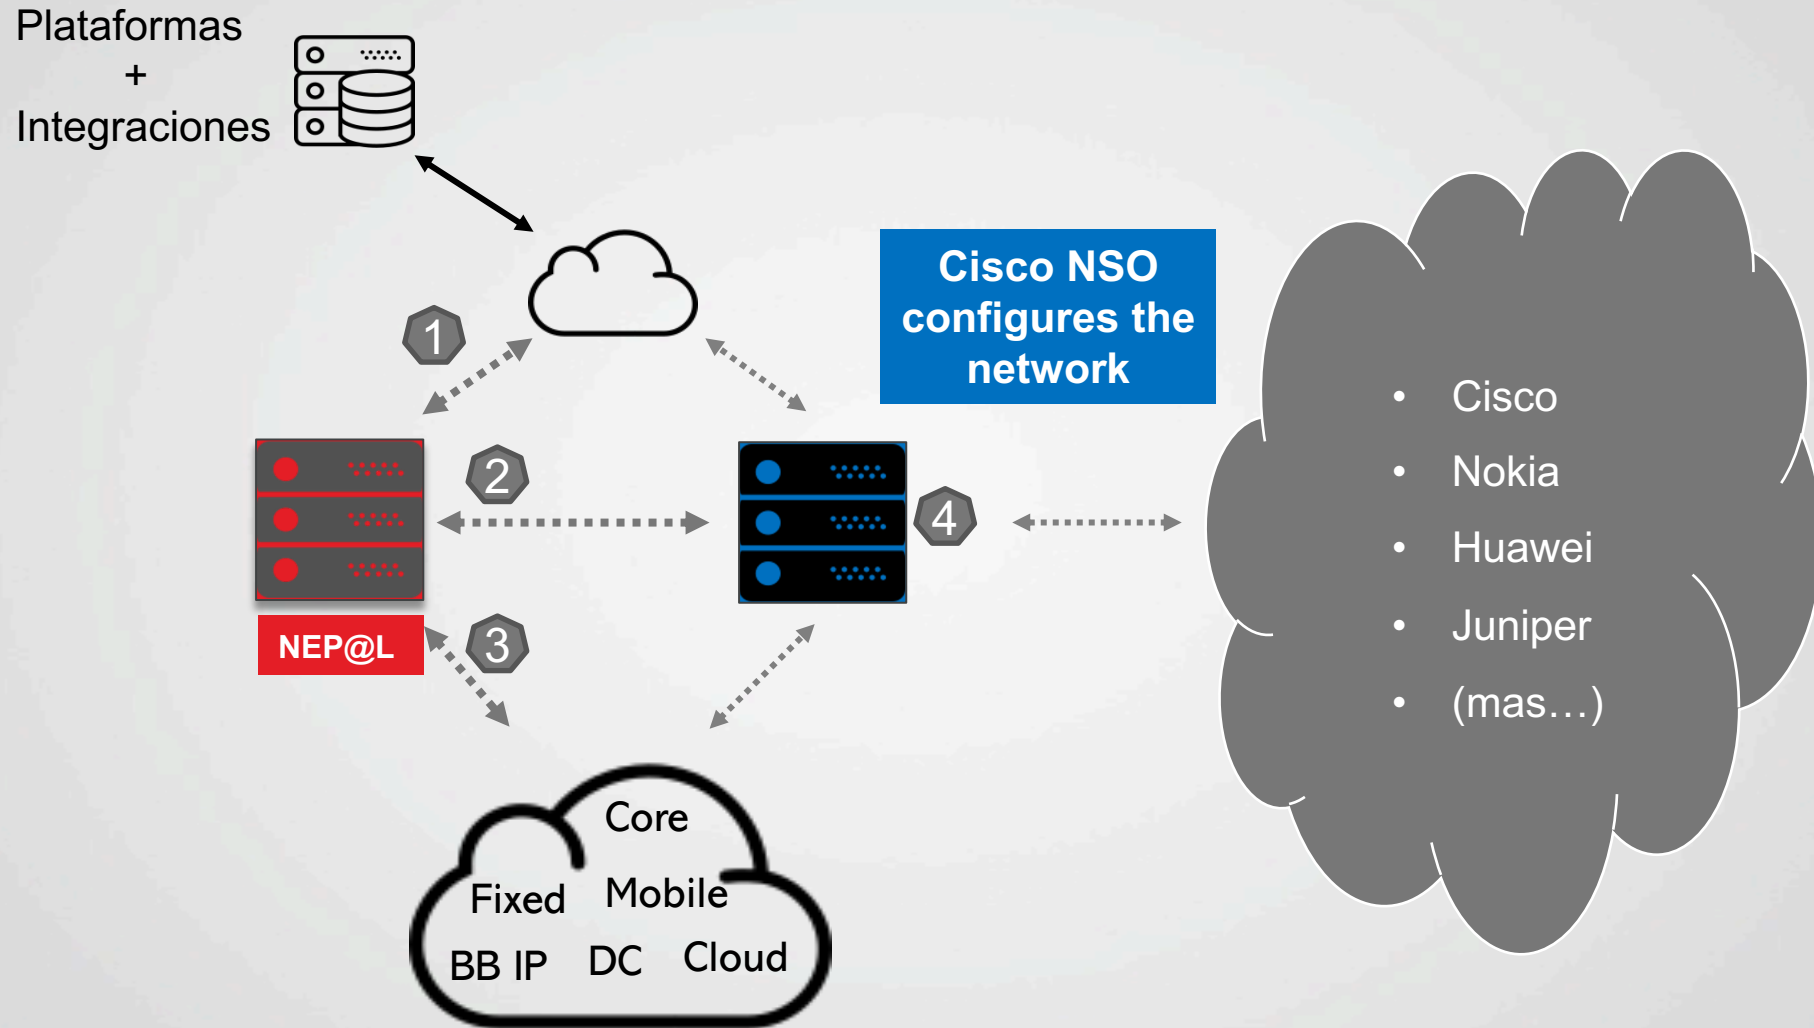 Plataformas
+
Integraciones
Cisco NSO
configures the
network
1
2
3
4
NEP@L
• Cisco
• Nokia
• Huawei
• Juniper
• (mas…)
Core
Fixed Mobile
BB IP DC Cloud